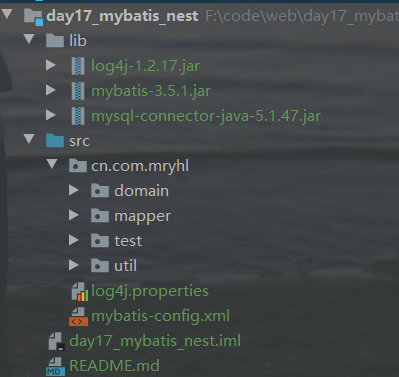 day17_mybatis_nest F:\code\web\day17_mybat
lib
log4j-1.2.17.jar
mybatis-3.5.1.jar
mysql-connector-java-5.1.47.jar
src
cn.com.mryhl
domain
mapper
test
util
log4j.properties
mybatis-config.xml
day17_mybatis_nest.iml
MD README.md